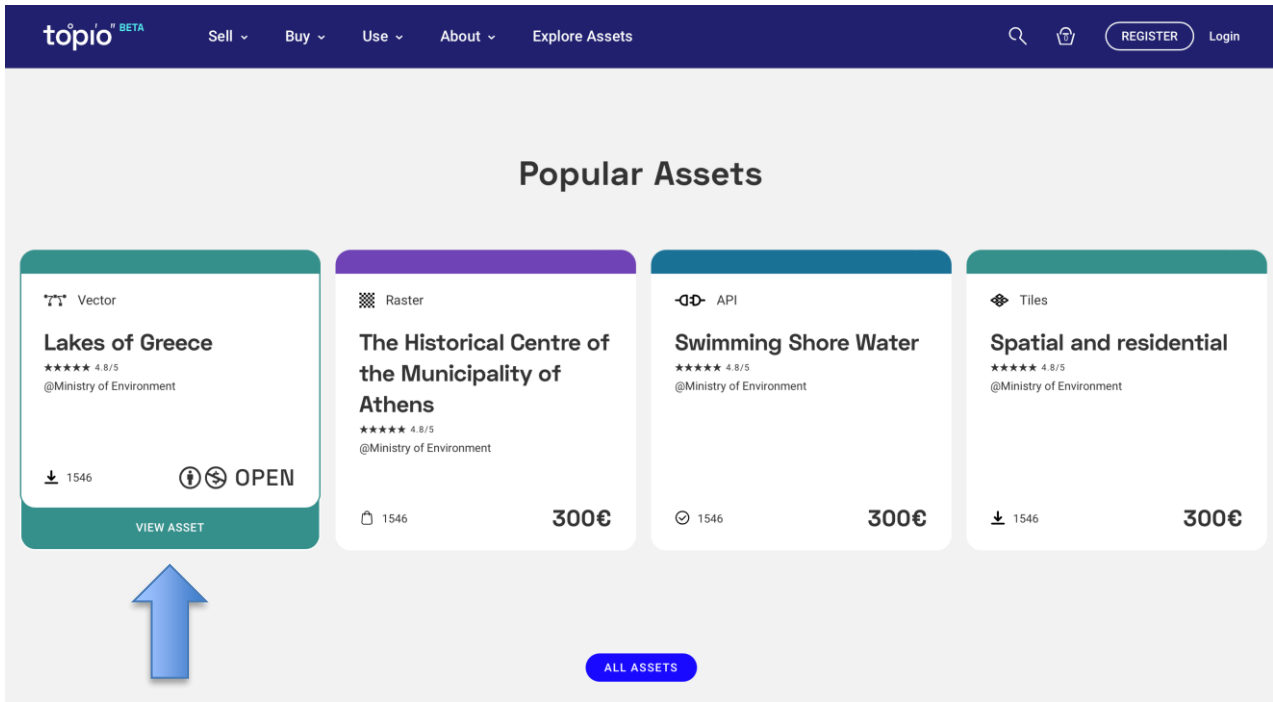 topio BETA Sell Buy Use About Explore Assets 0 REGISTER Login
Popular Assets
Vector
Lakes of Greece
★★★★★ 4.8/5
@Ministry of Environment
1546 OPEN
VIEW ASSET
Raster
The Historical Centre of
the Municipality of
Athens
★★★★★ 4.8/5
@Ministry of Environment
1546 300€
API
Swimming Shore Water
★★★★★ 4.8/5
@Ministry of Environment
1546 300€
Tiles
Spatial and residential
★★★★★ 4.8/5
@Ministry of Environment
1546 300€
ALL ASSETS